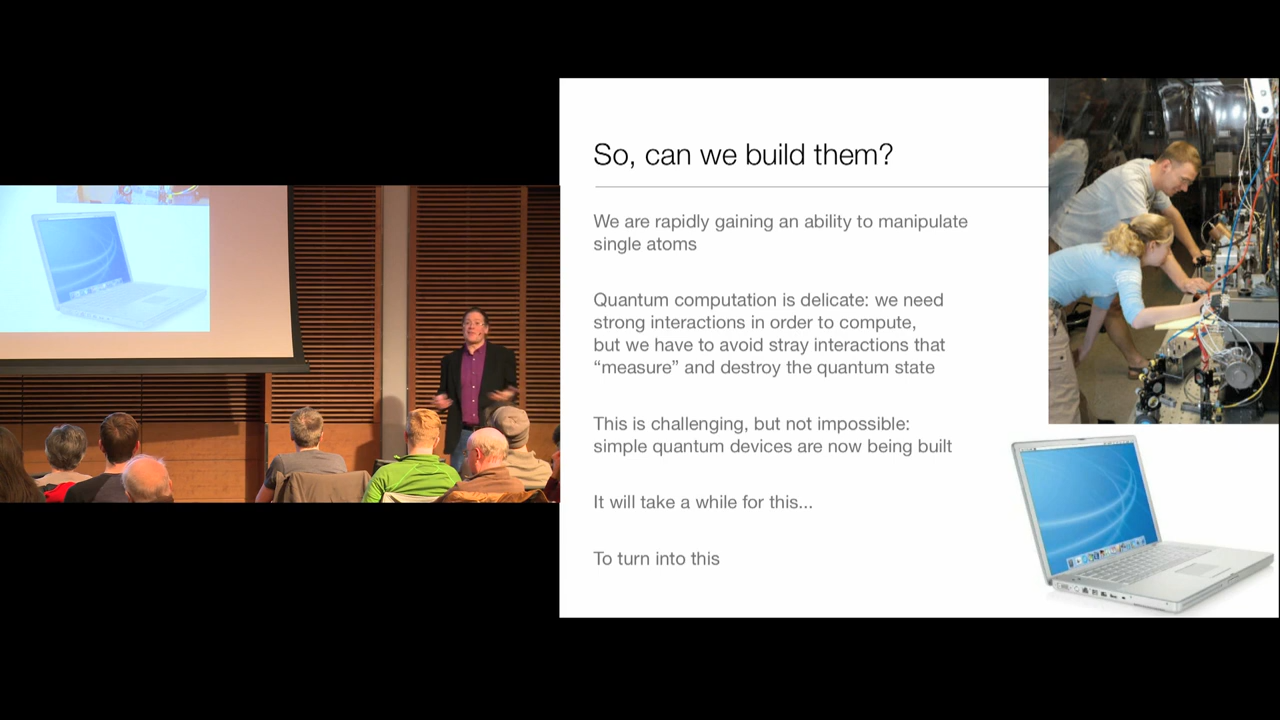 So, can we build them?
We are rapidly gaining an ability to manipulate
single atoms
Quantum computation is delicate: we need
strong interactions in order to compute,
but we have to avoid stray interactions that
“measure” and destroy the quantum state
This is challenging, but not impossible:
simple quantum devices are now being built
It will take a while for this...
To turn into this